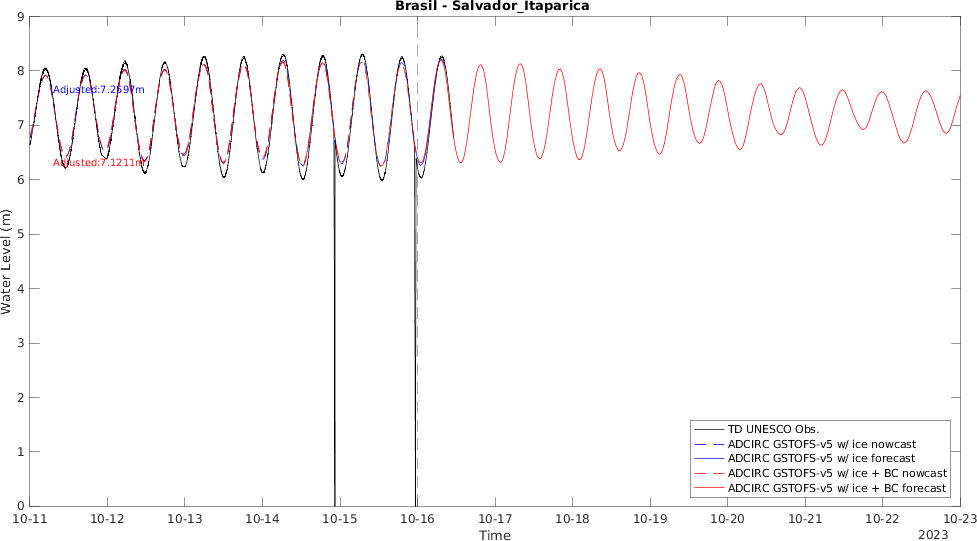 Brasil - Salvador_Itaparica
Water Level (m)
9
8
7
6
5
4
3
2
1
0
Adjusted:7.2597m
Adjusted:7.1211m
TD UNESCO Obs.
ADCIRC GSTOFS-v5 w/ ice nowcast
ADCIRC GSTOFS-v5 w/ ice forecast
ADCIRC GSTOFS-v5 w/ ice + BC nowcast
ADCIRC GSTOFS-v5 w/ ice + BC forecast
10-11 10-12 10-13 10-14 10-15 10-16 10-17 10-18 10-19 10-20 10-21 10-22 10-23
Time
2023